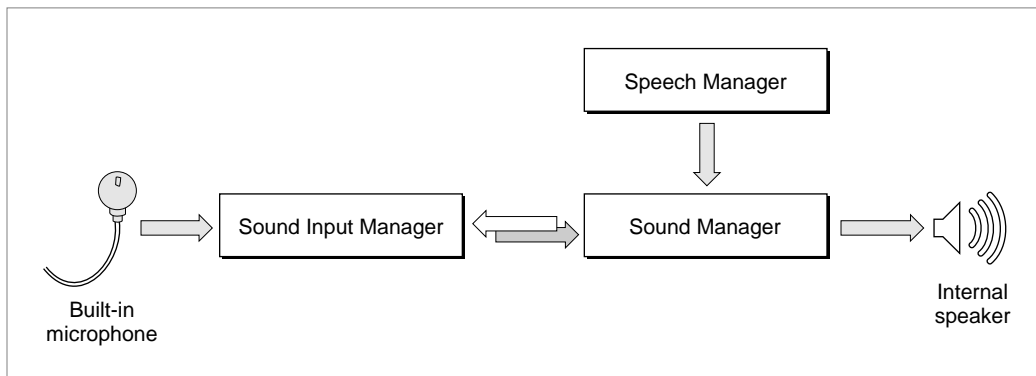 Speech Manager
Sound Input Manager
Sound Manager
Built-in
microphone
Internal
speaker